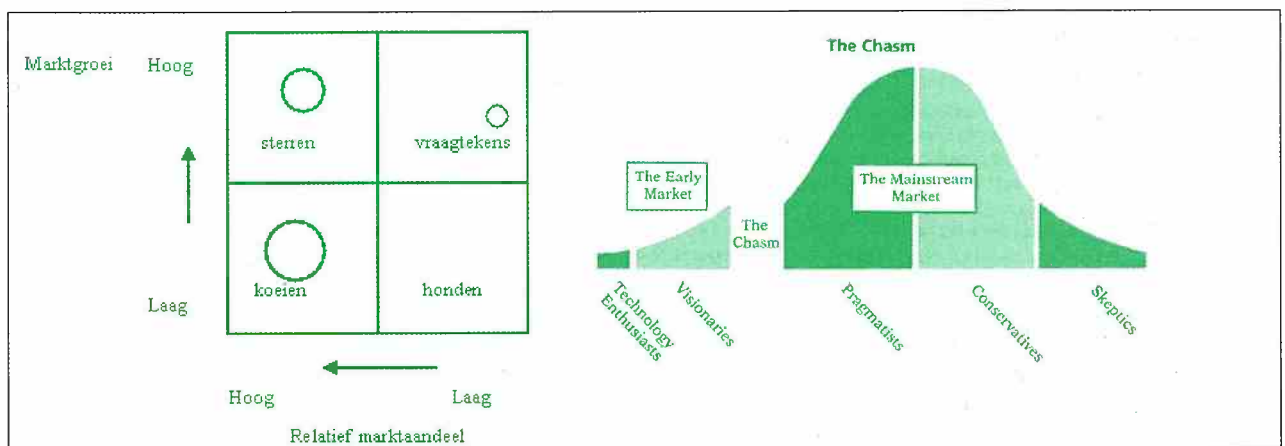 Marktgroei
Hoog
sterren
vraagtekens
koeien
honden
Laag
Hoog
Laag
Relatief marktaandeel
The Chasm
The Early
Market
The
Chasm
The Mainstream
Market
Technology
Enthusiasts
Visionaries
Pragmatists
Conservatives
Skeptics